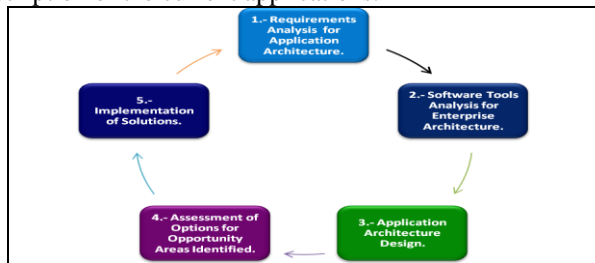 1.- Requirements
Analysis for
Application
Architecture.
2.- Software Tools
Analysis for
Enterprise
Architecture.
3.- Application
Architecture
Design.
4.- Assessment of
Options for
Opportunity
Areas Identified.
5.-
Implementation
of Solutions.